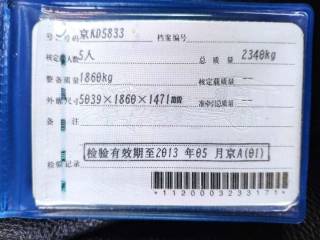 号牌号码 京KD5833 档案编号
核定载人数 5人 总质量 2340kg
整备质量 1860kg 核定载质量 --
外廓尺寸 5039×1860×1471mm 准牵引总质量 --
备注
检验记录 检验有效期至2013年05月京A(01)
*1120003233171*